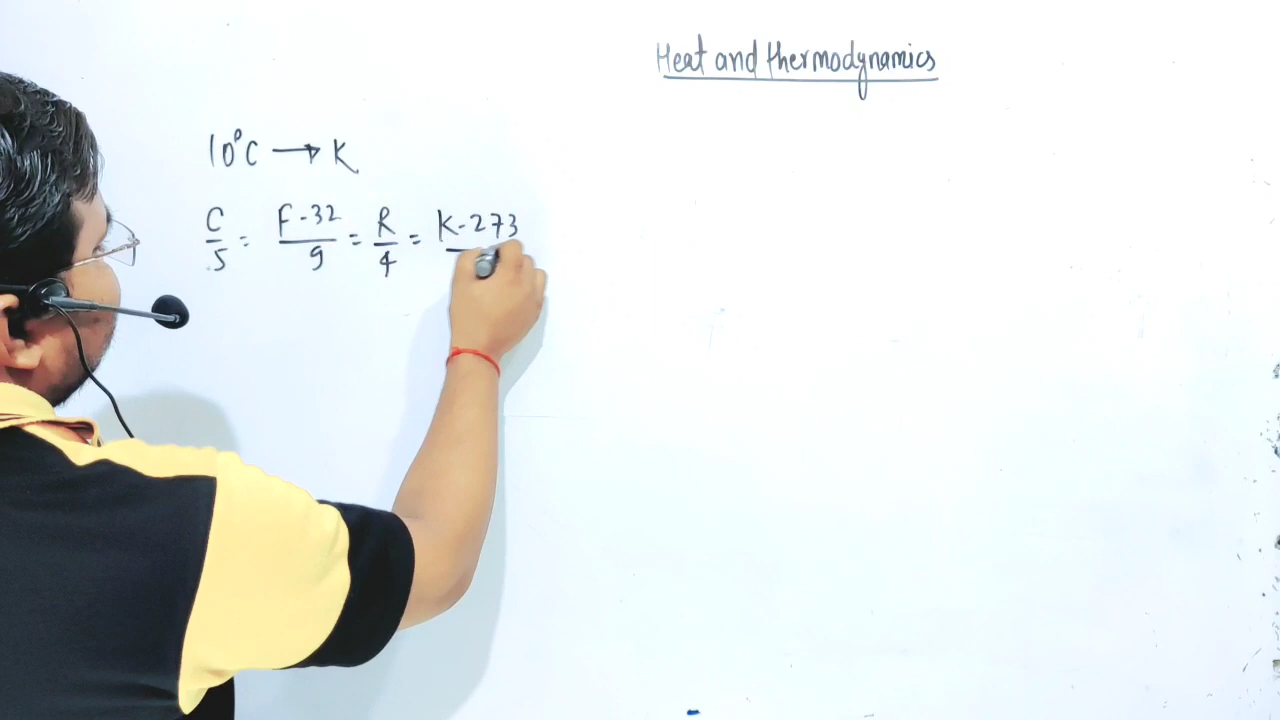 Heat and thermodynamics
10°C → K
C/5 = F-32/9 = R/4 = K-273